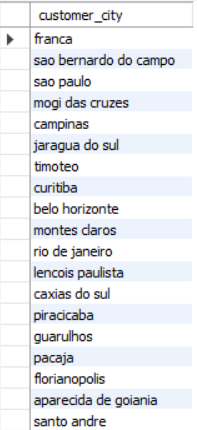 customer_city
franca
sao bernardo do campo
sao paulo
mogi das cruzes
campinas
jaragua do sul
timoteo
curitiba
belo horizonte
montes claros
rio de janeiro
lencois paulista
caxias do sul
piracicaba
guarulhos
pacaja
florianopolis
aparecida de goiania
santo andre